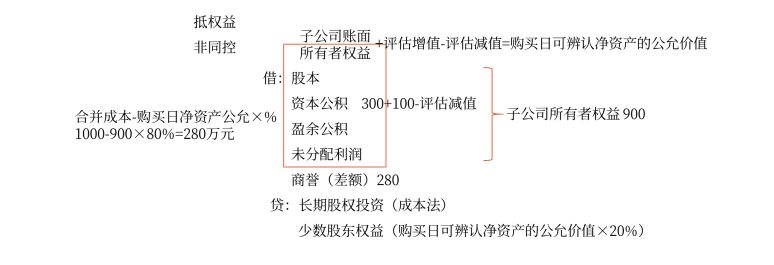 抵权益
非同控
子公司账面
所有者权益
+评估增值-评估减值=购买日可辨认净资产的公允价值
借：股本
资本公积 300+100-评估减值
盈余公积
未分配利润
子公司所有者权益 900
合并成本-购买日净资产公允×%
1000-900×80%=280万元
商誉（差额）280
贷：长期股权投资（成本法）
少数股东权益（购买日可辨认净资产的公允价值×20%）